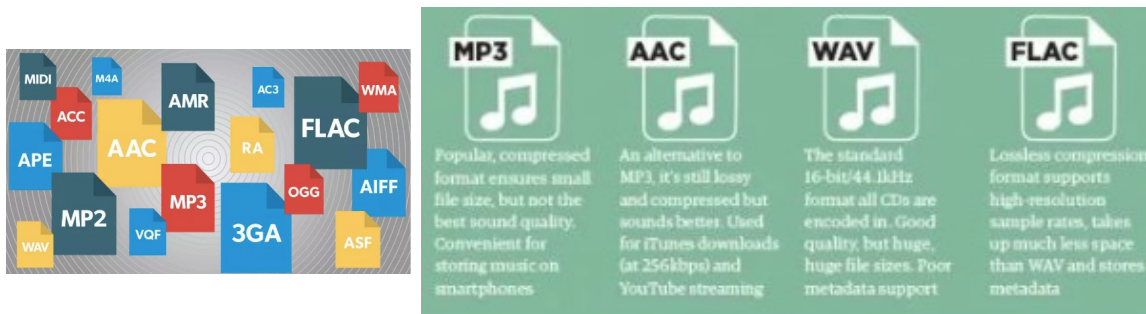 MIDI
M4A
AMR
AC3
WMA
ACC
FLAC
AAC
RA
APE
MP3
OGG
AIFF
MP2
3GA
VQF
WAV
ASF
MP3
Popular, compressed
format ensures small
file size, but not the
best sound quality.
Convenient for
storing music on
smartphones
AAC
An alternative to
MP3, it's still lossy
and compressed but
sounds better. Used
for iTunes downloads
(at 256kbps) and
YouTube streaming
WAV
The standard
16-bit/44.1kHz
format all CDs are
encoded in. Good
quality, but huge,
huge file sizes. Poor
metadata support
FLAC
Lossless compression
format supports
high-resolution
sample rates, takes
up much less space
than WAV and stores
metadata